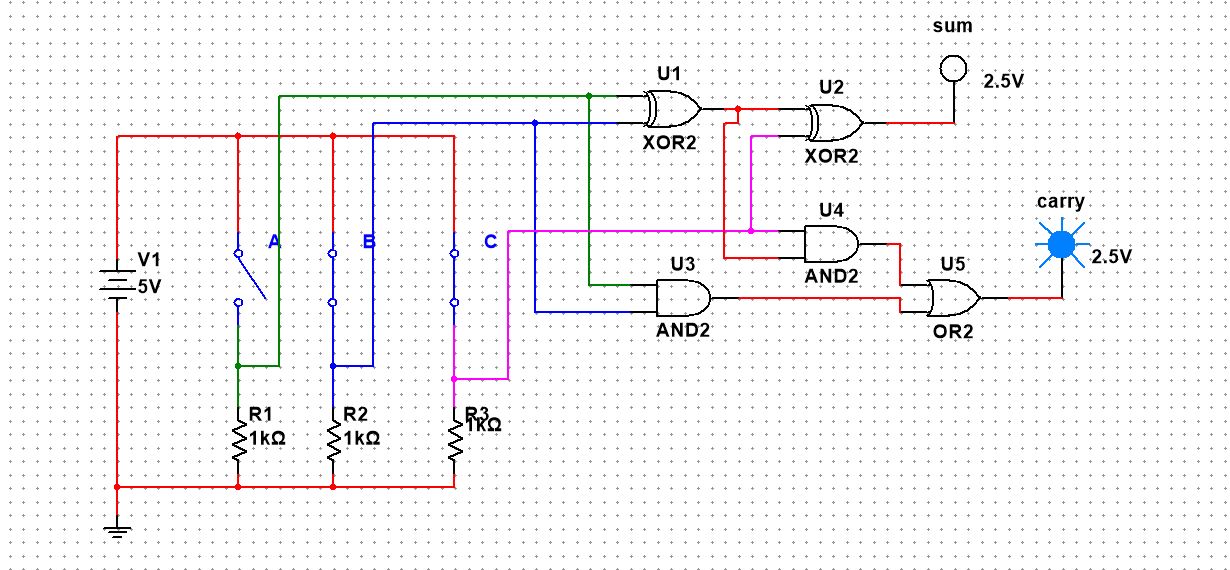 sum
2.5V
U1
XOR2
U2
XOR2
carry
2.5V
U4
AND2
U5
OR2
U3
AND2
A
B
C
V1
5V
R1
1kΩ
R2
1kΩ
R3
1kΩ